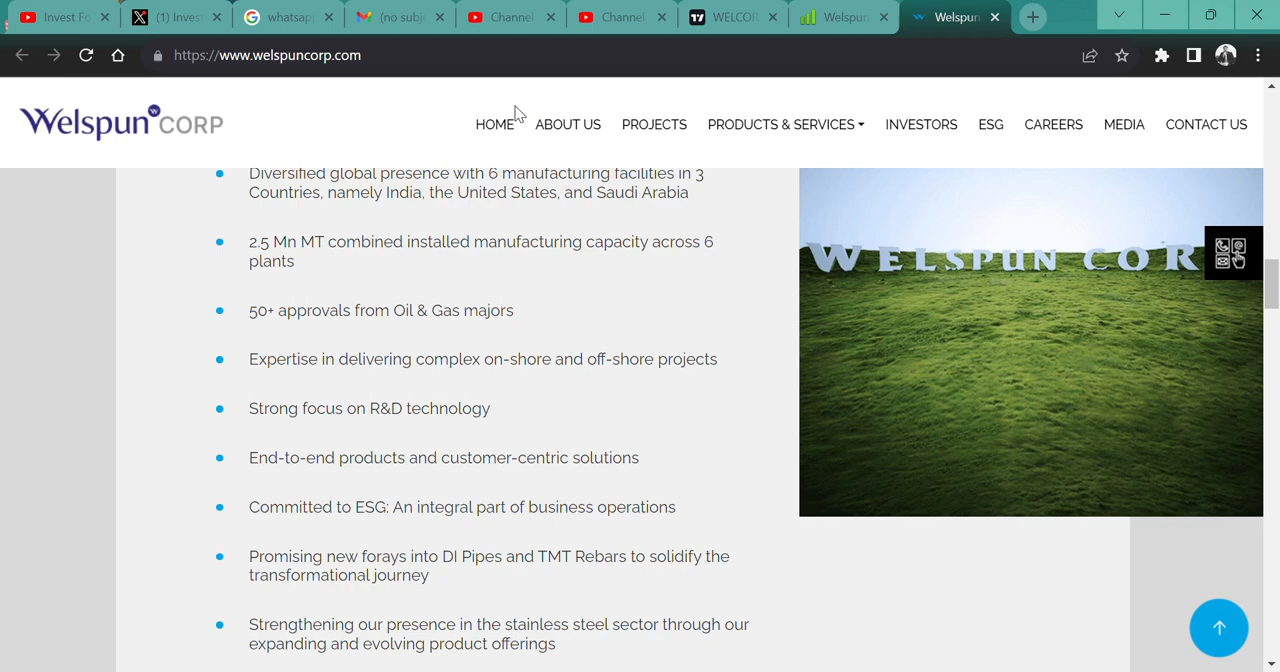 Invest Fo
(1) Invest
whatsap
(no subj
Channel
Channel
WELCOR
Welspun
Welspun
https://www.welspuncorp.com
Welspun CORP
HOME
ABOUT US
PROJECTS
PRODUCTS & SERVICES
INVESTORS
ESG
CAREERS
MEDIA
CONTACT US
Diversified global presence with 6 manufacturing facilities in 3
Countries, namely India, the United States, and Saudi Arabia
2.5 Mn MT combined installed manufacturing capacity across 6
plants
50+ approvals from Oil & Gas majors
Expertise in delivering complex on-shore and off-shore projects
Strong focus on R&D technology
End-to-end products and customer-centric solutions
Committed to ESG: An integral part of business operations
Promising new forays into DI Pipes and TMT Rebars to solidify the
transformational journey
Strengthening our presence in the stainless steel sector through our
expanding and evolving product offerings
WELSPUN COR